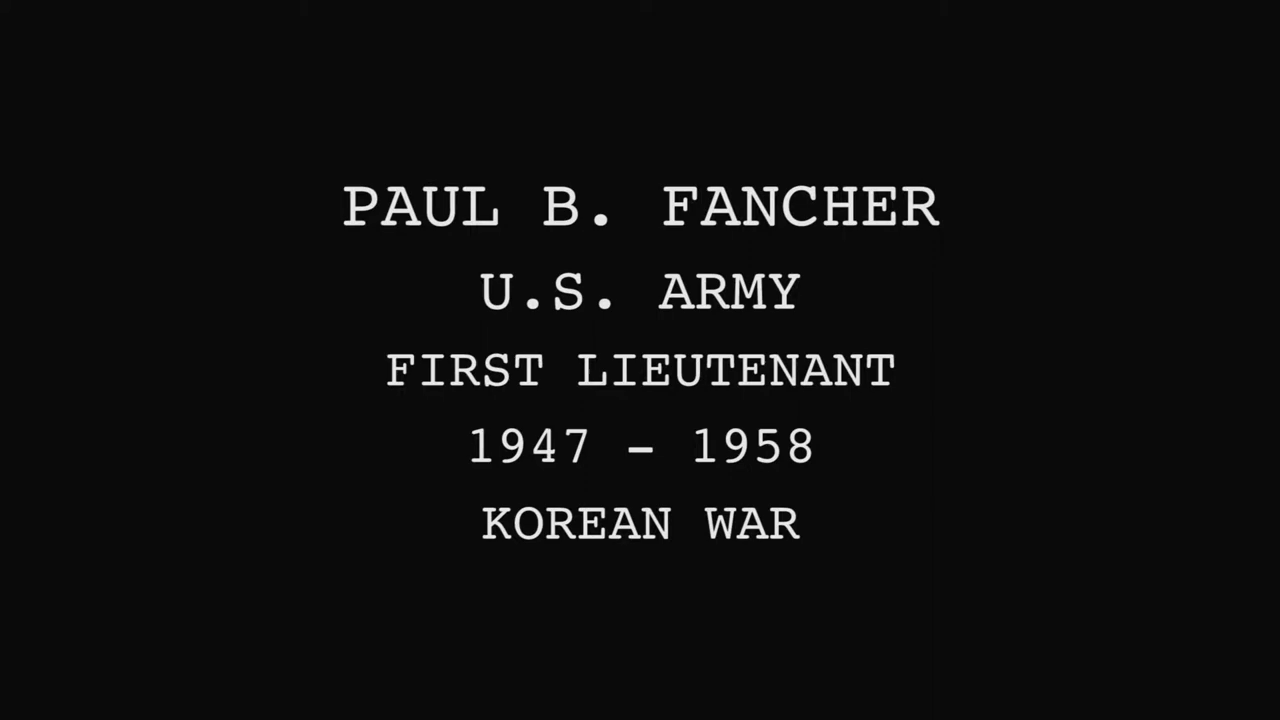 PAUL B. FANCHER
U.S. ARMY
FIRST LIEUTENANT
1947 - 1958
KOREAN WAR